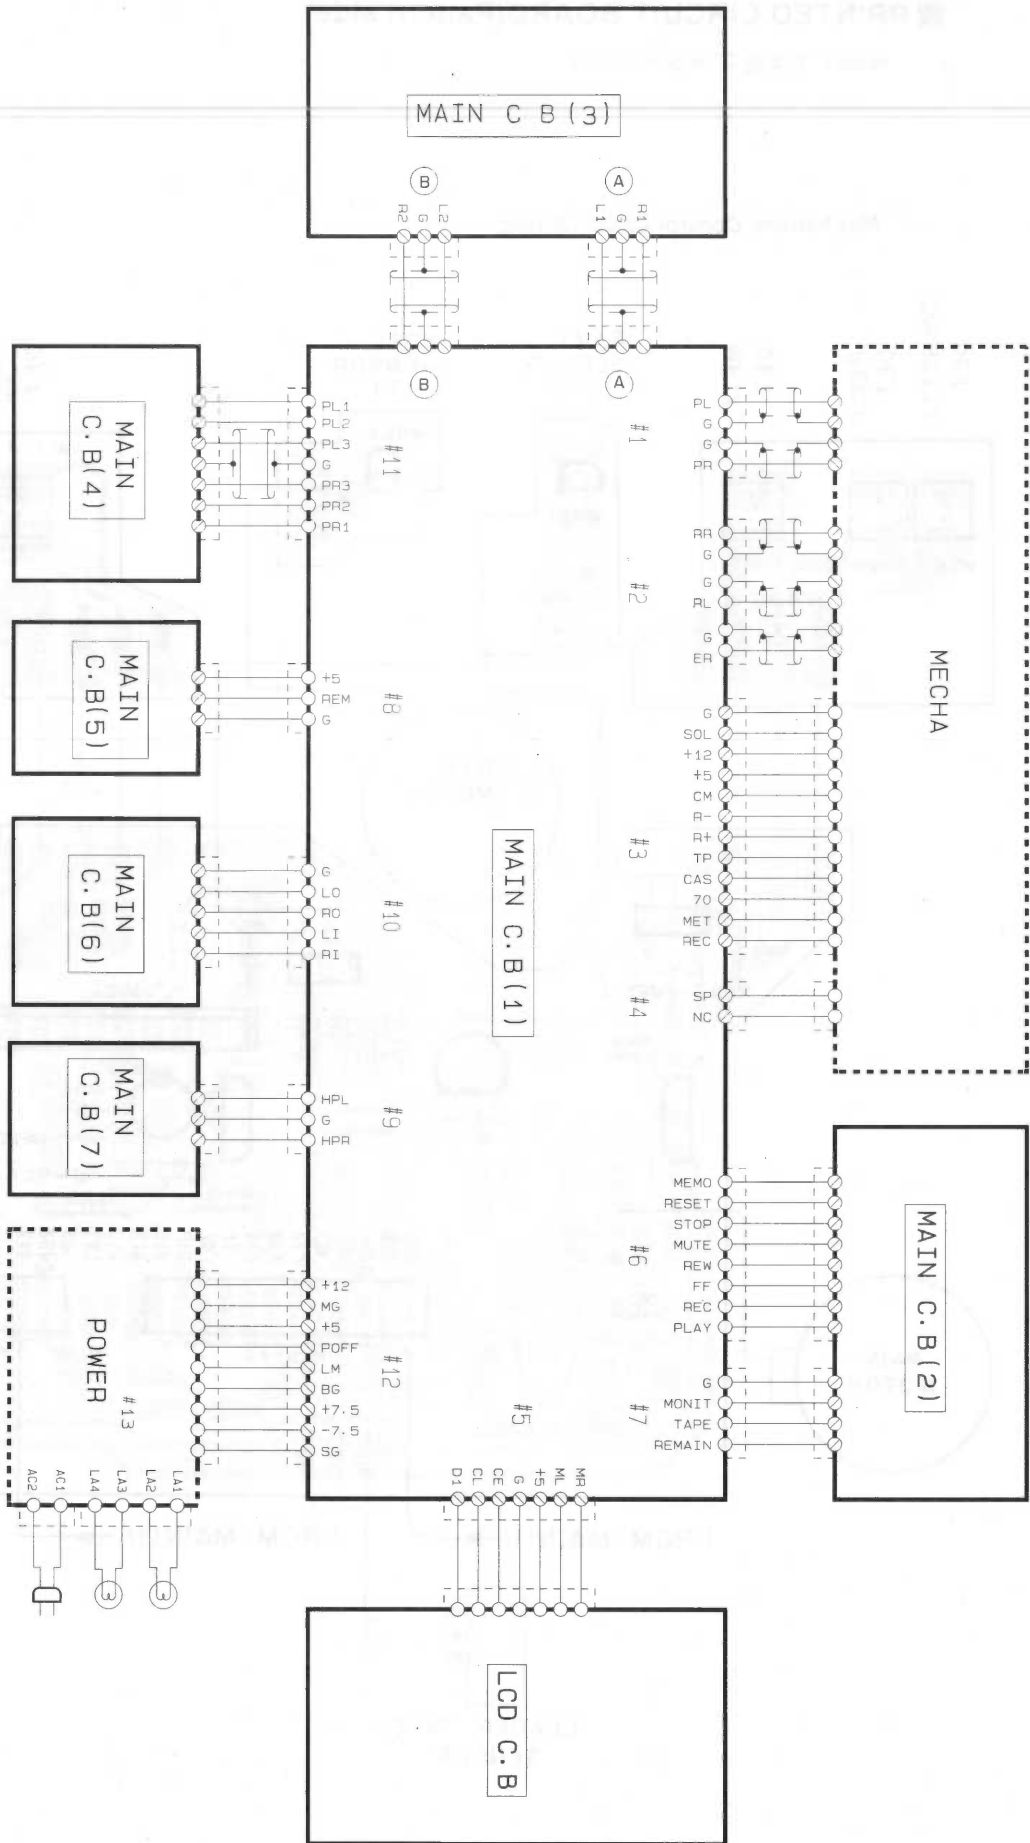 MAIN C B (3)
B
A
R2
G
L2
L1
G
R1
B
A
MAIN
C.B(4)
PL1
PL2
PL3
G
PR3
PR2
PR1
#11
MAIN
C.B(5)
+5
REM
G
#8
MAIN
C.B(6)
G
LO
RO
LI
RI
#10
MAIN
C.B(7)
HPL
G
HPR
#9
POWER
#13
+12
MG
+5
POFF
LM
BG
+7.5
-7.5
SG
#12
AC2
AC1
LA4
LA3
LA2
LA1
MAIN C.B(1)
#1
PL
G
G
PR
#2
RR
G
G
RL
G
ER
#3
G
SOL
+12
+5
CM
R-
R+
TP
CAS
70
MET
REC
#4
SP
NC
MECHA
#6
MEMO
RESET
STOP
MUTE
REW
FF
REC
PLAY
#7
G
MONIT
TAPE
REMAIN
MAIN C.B(2)
#5
D1
CL
CE
G
+5
ML
MR
LCD C.B